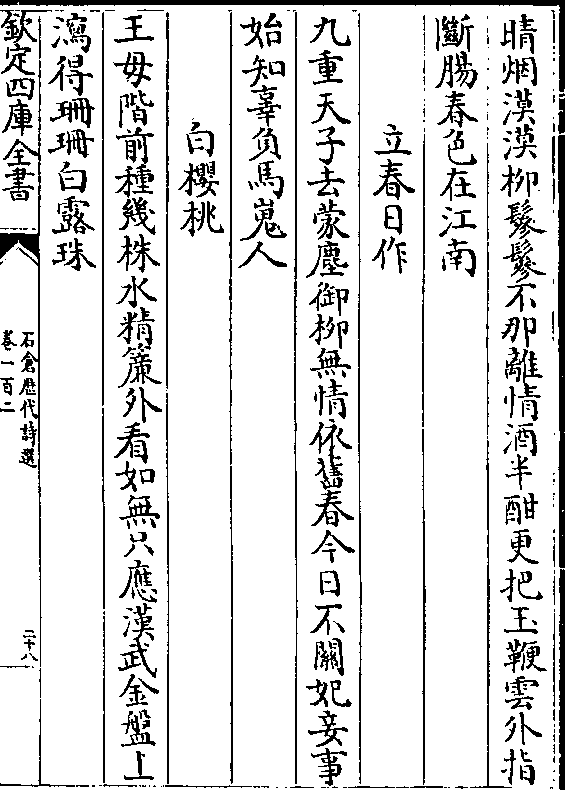 晴烟漠漠柳鬖鬖不那離情酒半酣更把玉鞭雲外指
斷腸春色在江南
立春日作
九重天子去蒙塵御柳無情依舊春今日不關妃妾事
始知辜負馬嵬人
白櫻桃
王母階前種幾株水精簾外看如無只應漢武金盤上
瀉得珊珊白露珠
欽定四庫全書
石倉歷代詩選
卷一百二
二十八